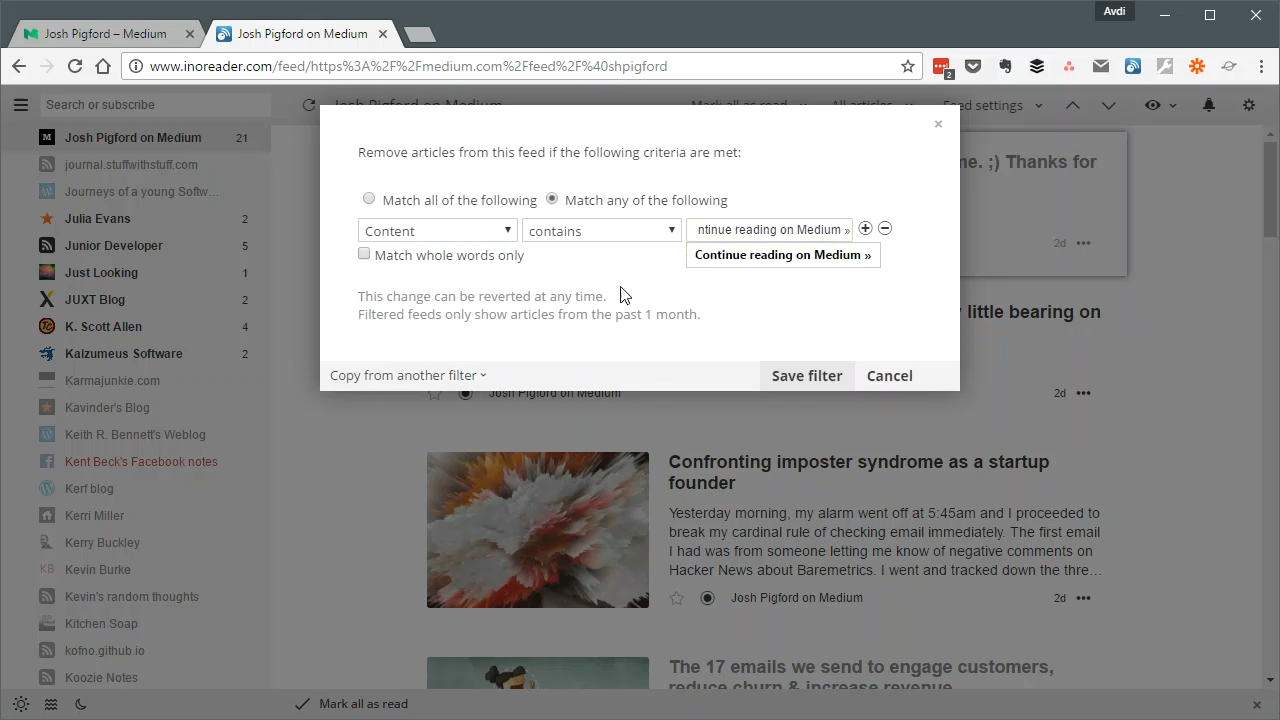 Avdi
Josh Pigford – Medium
Josh Pigford on Medium
www.inoreader.com/feed/https%3A%2F%2Fmedium.com%2Ffeed%2F%40shpigford
2
Search or subscribe
Josh Pigford on Medium
Mark all as read
All articles
Feed settings
Josh Pigford on Medium 21
journal.stuffwithstuff.com
Journeys of a young Softw...
Julia Evans 2
Junior Developer 5
Just Looking 1
JUXT Blog 2
K. Scott Allen 4
Kalzumeus Software 2
Karmajunkie.com
Kavinder's Blog
Keith R. Bennett's Weblog
Kent Beck's Facebook notes
Kerf blog
Kerri Miller
Kerry Buckley
KB Kevin Burke
Kevin's random thoughts
Kitchen Soap
kofno.github.io
Koozie Notes
Remove articles from this feed if the following criteria are met:
Match all of the following Match any of the following
Content contains ntinue reading on Medium »
Match whole words only
Continue reading on Medium »
This change can be reverted at any time.
Filtered feeds only show articles from the past 1 month.
Copy from another filter
Save filter Cancel
ne. ;) Thanks for
2d •••
y little bearing on
Josh Pigford on Medium 2d •••
Confronting imposter syndrome as a startup
founder
Yesterday morning, my alarm went off at 5:45am and I proceeded to
break my cardinal rule of checking email immediately. The first email
I had was from someone letting me know of negative comments on
Hacker News about Baremetrics. I went and tracked down the thre...
Josh Pigford on Medium 2d •••
The 17 emails we send to engage customers,
reduce churn & increase revenue
Mark all as read